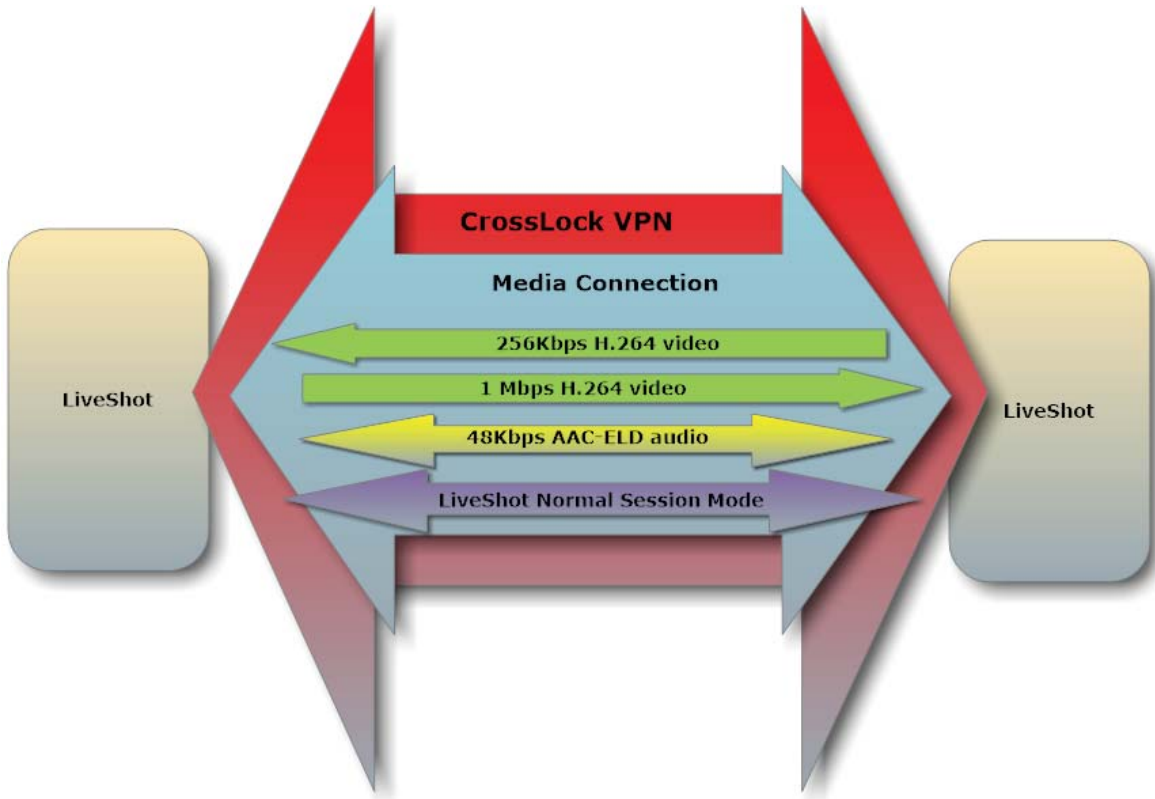 CrossLock VPN
Media Connection
256Kbps H.264 video
1 Mbps H.264 video
LiveShot
LiveShot
48Kbps AAC-ELD audio
LiveShot Normal Session Mode